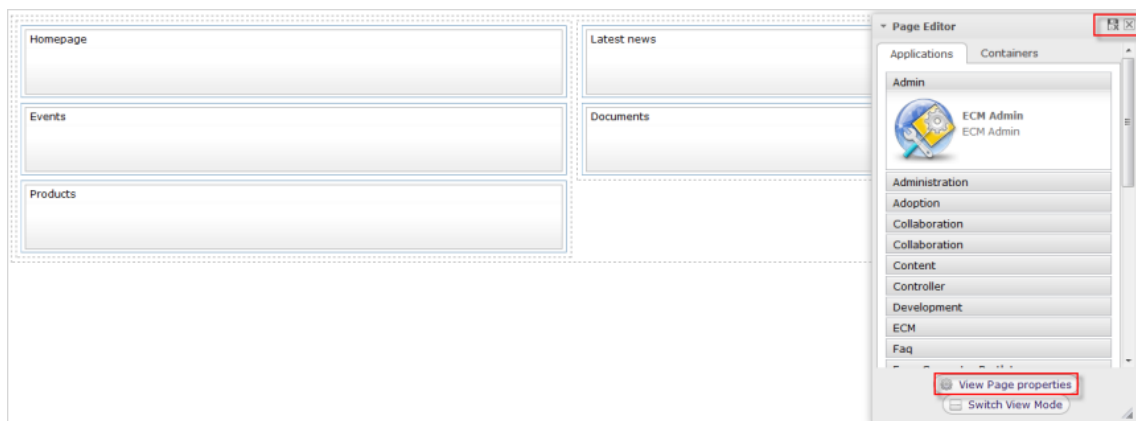 Homepage
Latest news
Events
Documents
Products
Page Editor
Applications Containers
Admin
ECM Admin
ECM Admin
Administration
Adoption
Collaboration
Collaboration
Content
Controller
Development
ECM
Faq
View Page properties
Switch View Mode